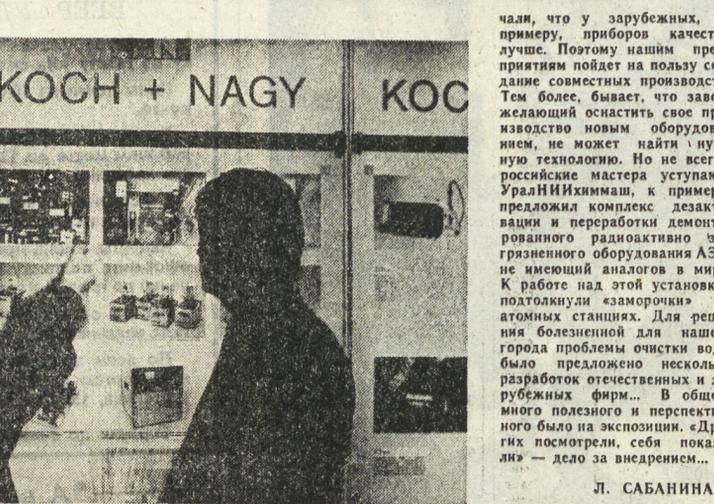 KOCH + NAGY
KOC
чали, что у зарубежных,
примеру, приборов качест
лучше. Поэтому нашим пре
приятиям пойдет на пользу со
дание совместных производст
Тем более, бывает, что заво
желающий оснастить свое пр
изводство новым оборудов
нием, не может найти ну
ную технологию. Но не всег
российские мастера уступаю
УралНИИхиммаш, к пример
предложил комплекс дезакт
вации и переработки демонт
рованного радиоактивно з
грязненного оборудования АЭ
не имеющий аналогов в мир
К работе над этой установк
подтолкнули «заморочки»
атомных станциях. Для реш
ния болезненной для наше
города проблемы очистки во
было предложено несколь
разработок отечественных и з
рубежных фирм... В обще
много полезного и перспекти
ного было на экспозиции. «Др
гих посмотрели, себя пока
ли» — дело за внедрением...
Л. САБАНИНА